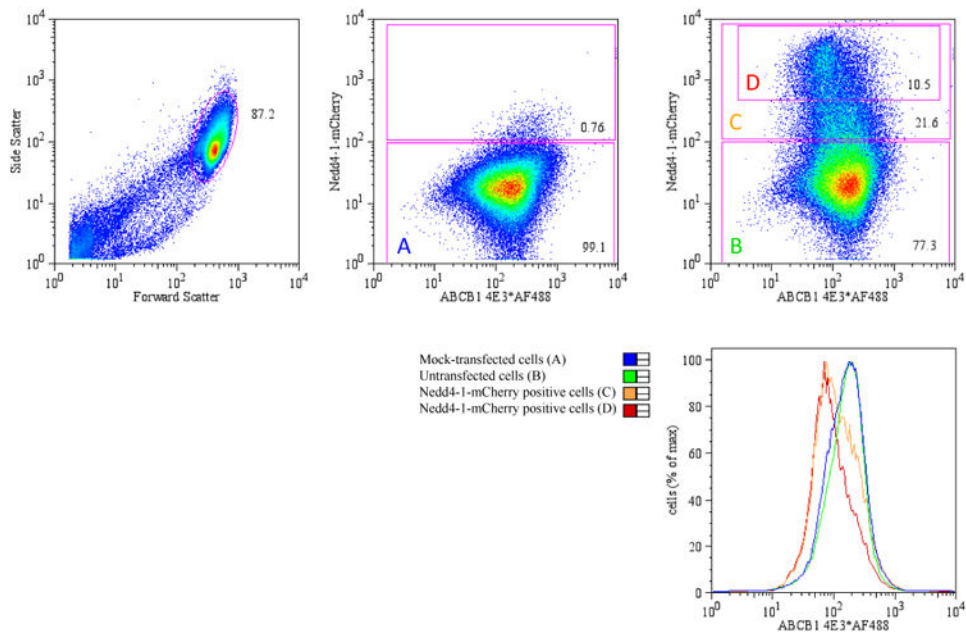 10⁴
10³
10²
10¹
10⁰
Side Scatter
87.2
10⁰ 10¹ 10² 10³ 10⁴
Forward Scatter
10⁴
10³
10²
10¹
10⁰
Nedd4-1-mCherry
0.76
A
99.1
10⁰ 10¹ 10² 10³ 10⁴
ABCB1 4E3*AF488
10⁴
10³
10²
10¹
10⁰
Nedd4-1-mCherry
D
10.5
C
21.6
B
77.3
10⁰ 10¹ 10² 10³ 10⁴
ABCB1 4E3*AF488
Mock-transfected cells (A)
Untransfected cells (B)
Nedd4-1-mCherry positive cells (C)
Nedd4-1-mCherry positive cells (D)
100
80
60
40
20
0
cells (% of max)
10⁰ 10¹ 10² 10³ 10⁴
ABCB1 4E3*AF488